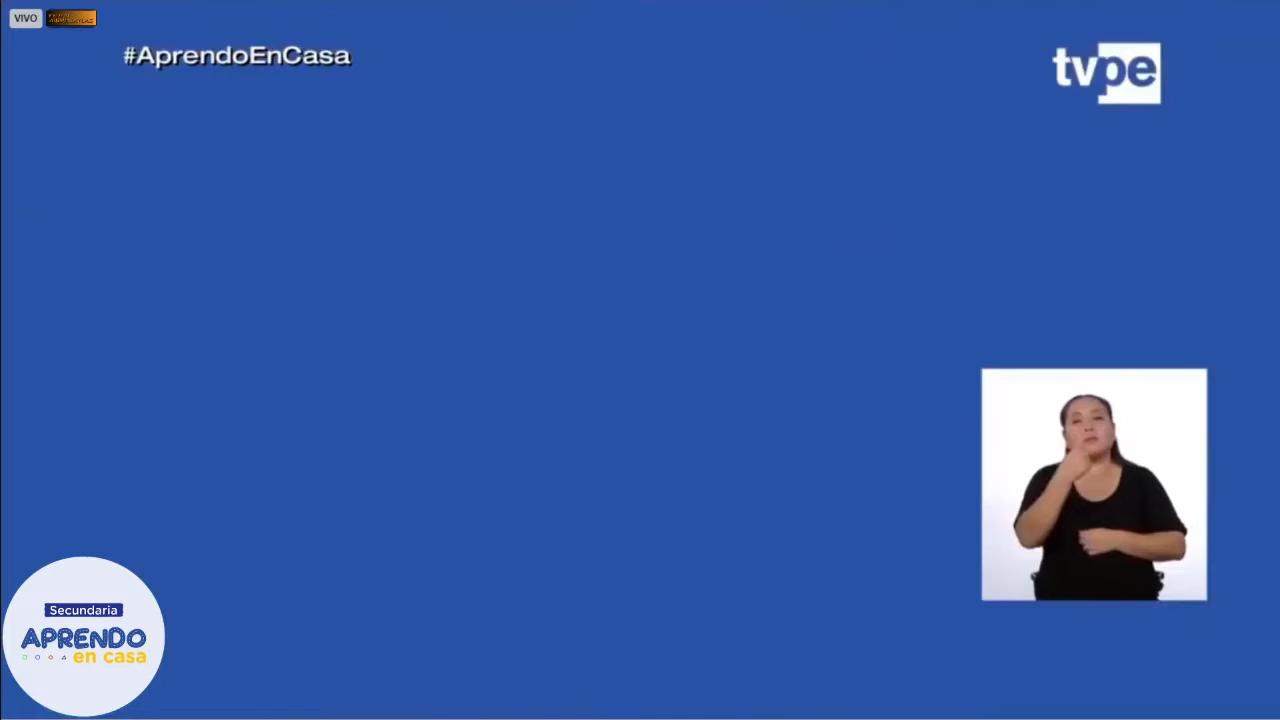 VIVO
#AprendoEnCasa
tvpe
Secundaria
APRENDO
en casa